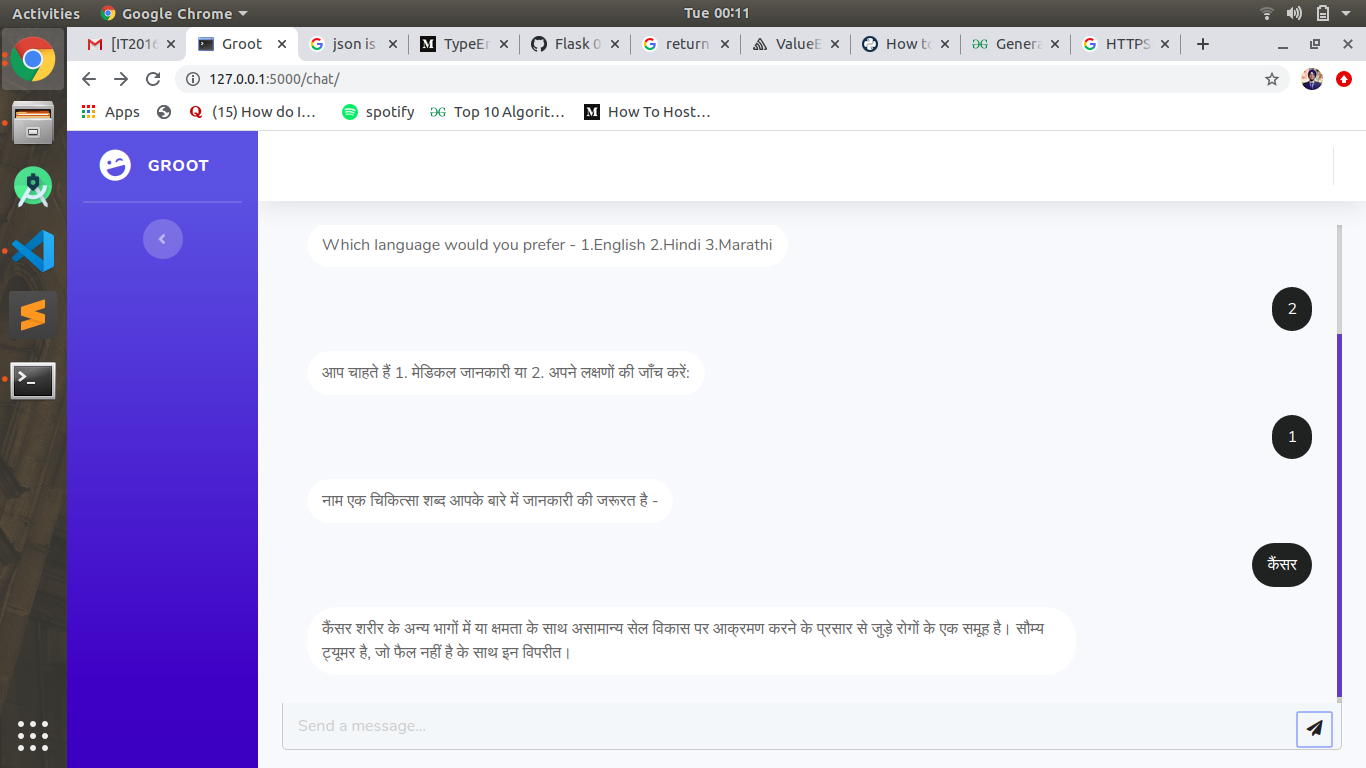 Activities
Google Chrome
Tue 00:11
[IT2016
Groot
json is
TypeEr
Flask 0
return
ValueE
How to
Genera
HTTPS
127.0.0.1:5000/chat/
Apps
(15) How do I...
spotify
Top 10 Algorit...
How To Host...
GROOT
Which language would you prefer - 1.English 2.Hindi 3.Marathi
2
आप चाहते हैं 1. मेडिकल जानकारी या 2. अपने लक्षणों की जाँच करें:
1
नाम एक चिकित्सा शब्द आपके बारे में जानकारी की जरूरत है -
कैंसर
कैंसर शरीर के अन्य भागों में या क्षमता के साथ असामान्य सेल विकास पर आक्रमण करने के प्रसार से जुड़े रोगों के एक समूह है। सौम्य
ट्यूमर है, जो फैल नहीं है के साथ इन विपरीत।
Send a message...